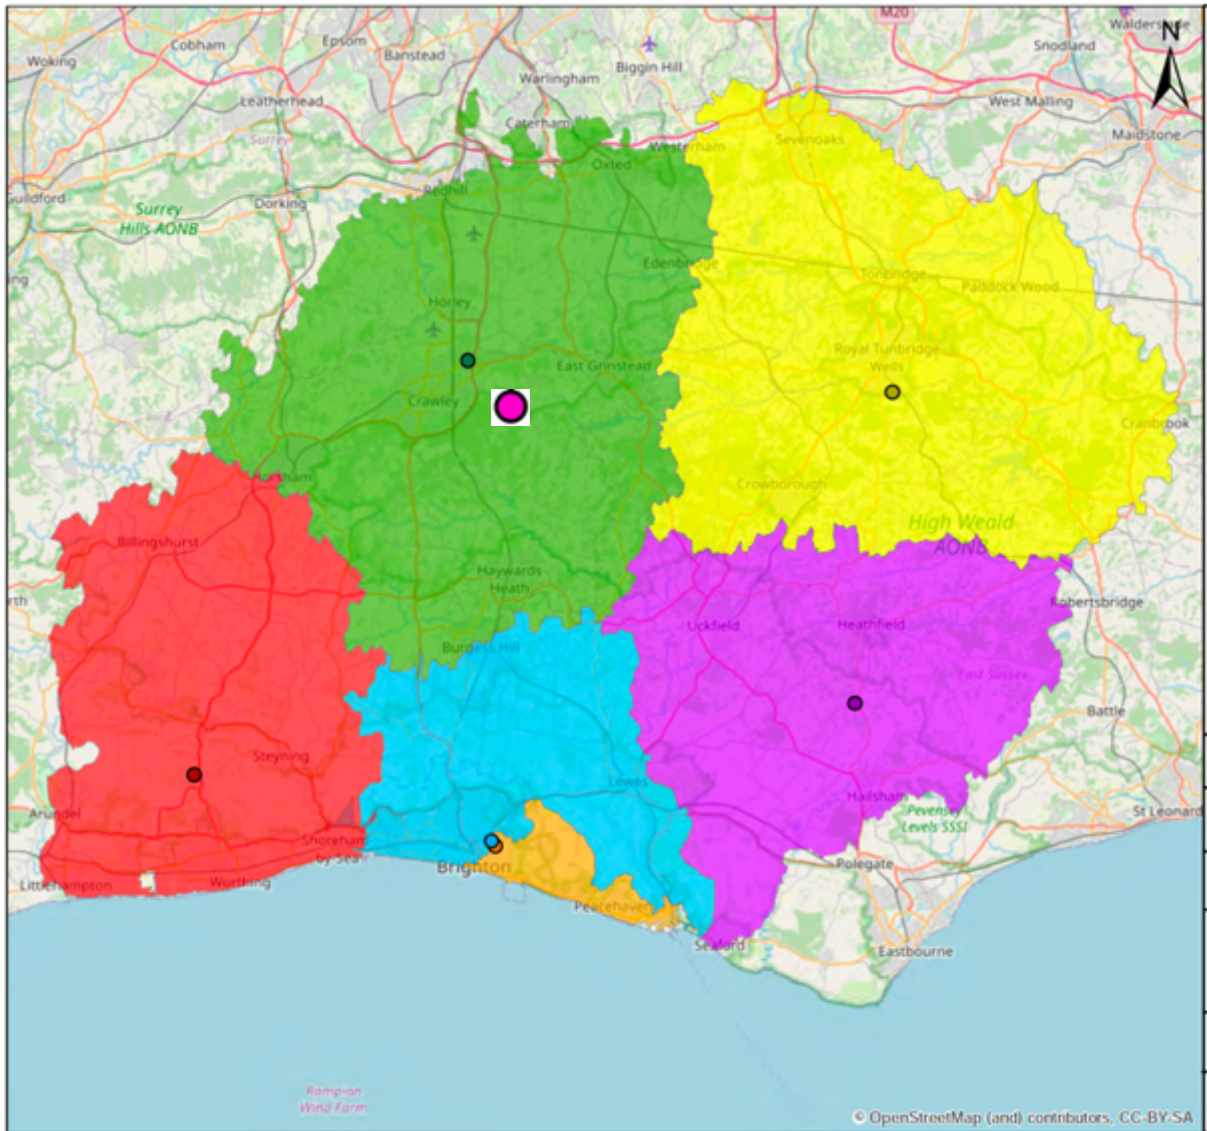 M20
Walderslade
N
Cobham
Epsom
Banstead
Woking
Biggin Hill
Snodland
Warlingham
Leatherhead
West Malling
Caterham
Maidstone
Surrey
Westerham
Sevenoaks
Oxted
Redhill
Guildford
Dorking
Surrey
Hills AONB
Edenbridge
Tonbridge
Paddock Wood
Horley
Royal Tunbridge
Wells
East Grinstead
Crawley
Cranbrook
Horsham
Crowborough
High Weald
AONB
Billingshurst
Haywards
Heath
Robertsbridge
Uckfield
Heathfield
Burgess Hill
East Sussex
Battle
Steyning
Lewes
Hailsham
Arundel
Pevensey
Levels SSSI
St Leonard
Shoreham
by-Sea
Brighton
Polegate
Littlehampton
Worthing
Peacehaven
Seaford
Eastbourne
Rampion
Wind Farm
© OpenStreetMap (and) contributors, CC-BY-SA